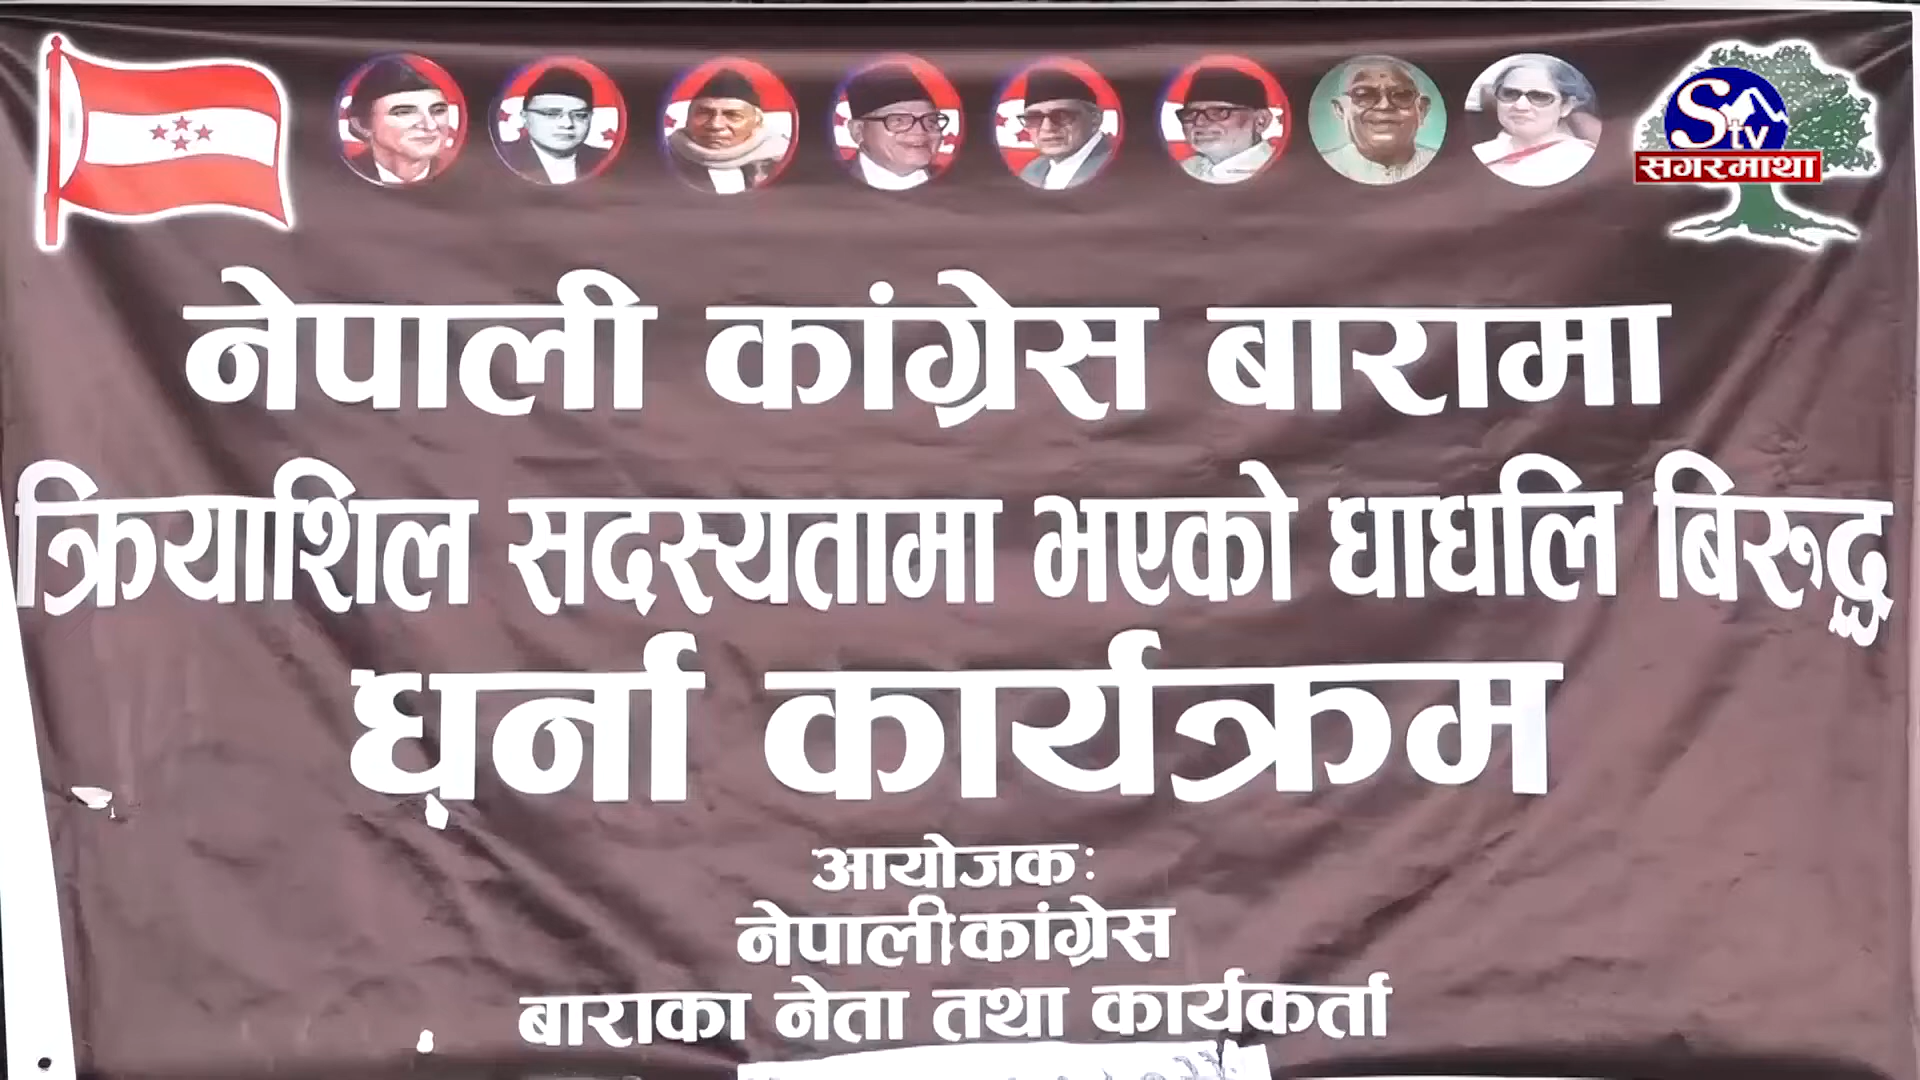 Stv
सगरमाथा
नेपाली कांग्रेस बारामा
क्रियाशिल सदस्यतामा भएको धाधलि बिरुद्ध
धर्ना कार्यक्रम
आयोजक:
नेपाली कांग्रेस
बाराका नेता तथा कार्यकर्ता